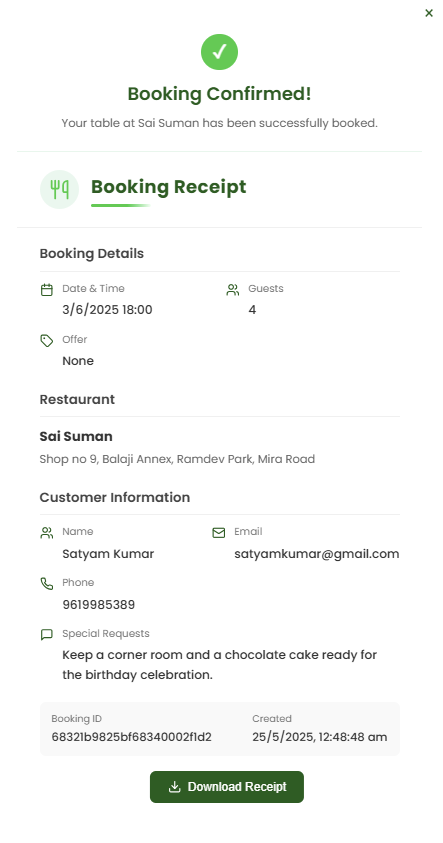 Booking Confirmed!
Your table at Sai Suman has been successfully booked.
Booking Receipt
Booking Details
Date & Time
3/6/2025 18:00
Guests
4
Offer
None
Restaurant
Sai Suman
Shop no 9, Balaji Annex, Ramdev Park, Mira Road
Customer Information
Name
Satyam Kumar
Email
satyamkumar@gmail.com
Phone
9619985389
Special Requests
Keep a corner room and a chocolate cake ready for
the birthday celebration.
Booking ID
68321b9825bf68340002f1d2
Created
25/5/2025, 12:48:48 am
Download Receipt